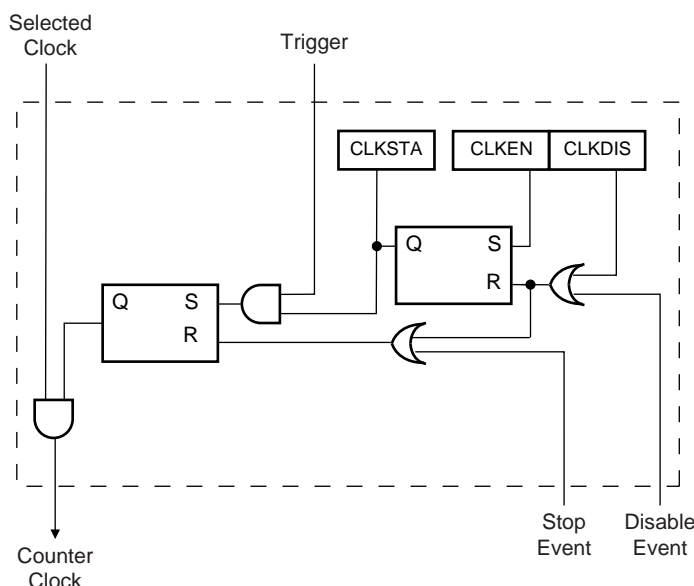 Selected
Clock
Trigger
CLKSTA
CLKEN
CLKDIS
Q
S
R
Q
S
R
Stop
Event
Disable
Event
Counter
Clock